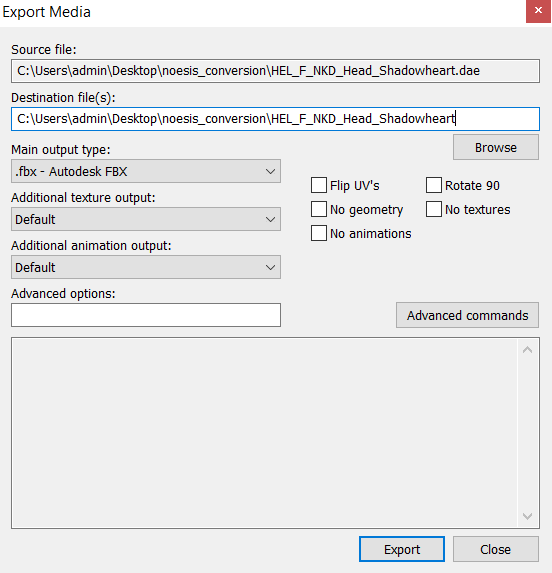 Export Media
Source file:
C:\Users\admin\Desktop\noesis_conversion\HEL_F_NKD_Head_Shadowheart.dae
Destination file(s):
C:\Users\admin\Desktop\noesis_conversion\HEL_F_NKD_Head_Shadowheart
Browse
Main output type:
.fbx - Autodesk FBX
Flip UV's
Rotate 90
Additional texture output:
Default
No geometry
No textures
No animations
Additional animation output:
Default
Advanced options:
Advanced commands
Export
Close